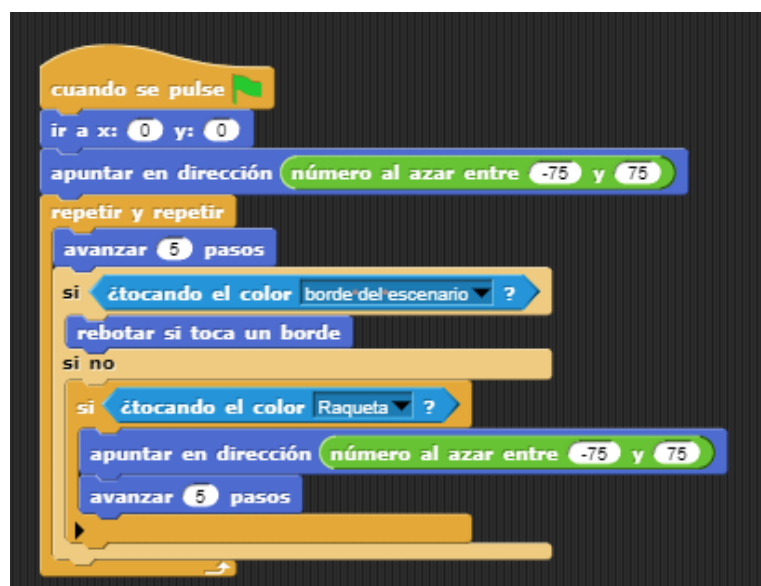 cuando se pulse
ir a x: 0 y: 0
apuntar en dirección número al azar entre -75 y 75
repetir y repetir
avanzar 5 pasos
si ¿tocando el color borde del escenario ?
rebotar si toca un borde
si no
si ¿tocando el color Raqueta ?
apuntar en dirección número al azar entre -75 y 75
avanzar 5 pasos